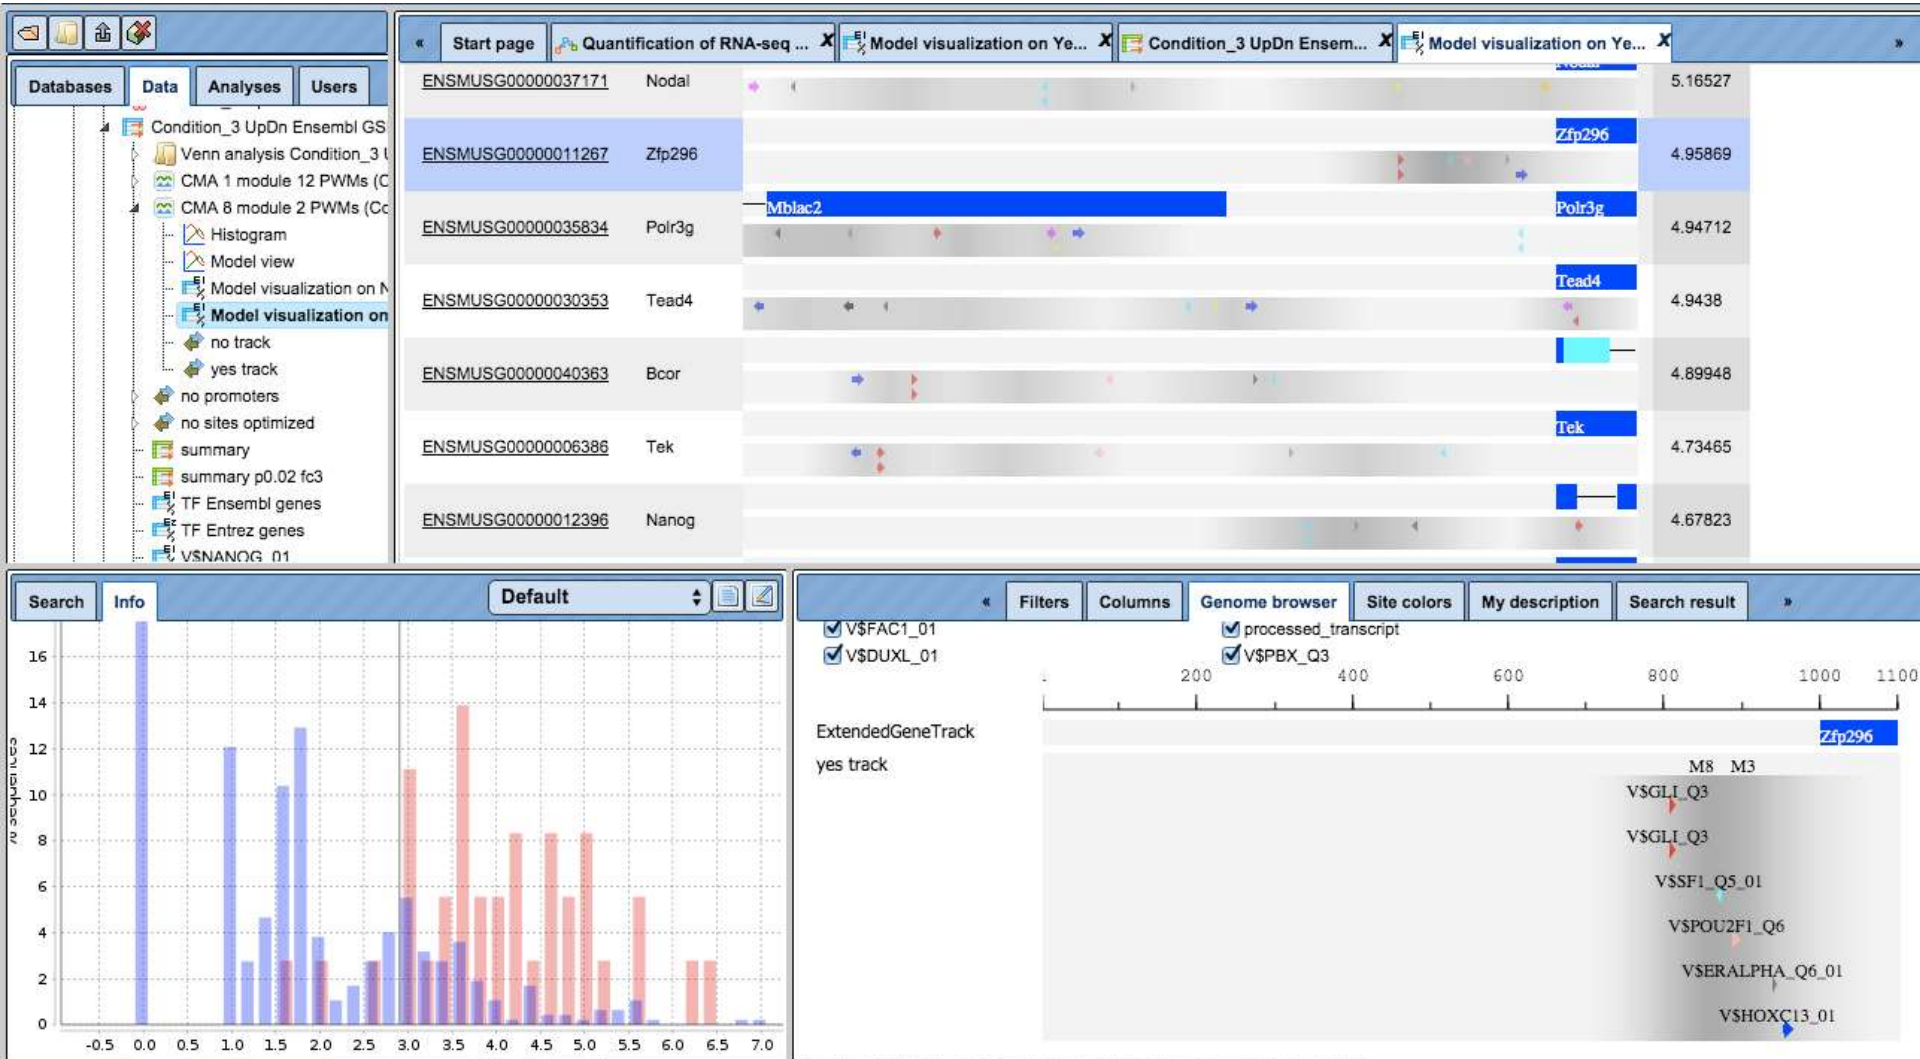 « Start page Quantification of RNA-seq ... X Model visualization on Ye... X Condition_3 UpDn Ensem... X Model visualization on Ye... X »
Databases Data Analyses Users
Condition_3 UpDn Ensembl GS
Venn analysis Condition_3 U
CMA 1 module 12 PWMs (C
CMA 8 module 2 PWMs (Co
Histogram
Model view
Model visualization on N
Model visualization on
no track
yes track
no promoters
no sites optimized
summary
summary p0.02 fc3
TF Ensembl genes
TF Entrez genes
V$NANOG_01
ENSMUSG00000037171 Nodal 5.16527
Zfp296
ENSMUSG00000011267 Zfp296 4.95869
Mblac2 Polr3g
ENSMUSG00000035834 Polr3g 4.94712
Tead4
ENSMUSG00000030353 Tead4 4.9438
ENSMUSG00000040363 Bcor 4.89948
Tek
ENSMUSG00000006386 Tek 4.73465
ENSMUSG00000012396 Nanog 4.67823
Search Info Default
16
14
12
10
8
6
4
2
0
-0.5 0.0 0.5 1.0 1.5 2.0 2.5 3.0 3.5 4.0 4.5 5.0 5.5 6.0 6.5 7.0
« Filters Columns Genome browser Site colors My description Search result »
V$FAC1_01 processed_transcript
V$DUXL_01 V$PBX_Q3
200 400 600 800 1000 1100
ExtendedGeneTrack Zfp296
yes track M8 M3
V$GLI_Q3
V$GLI_Q3
V$SF1_Q5_01
V$POU2F1_Q6
V$ERALPHA_Q6_01
V$HOXC13_01